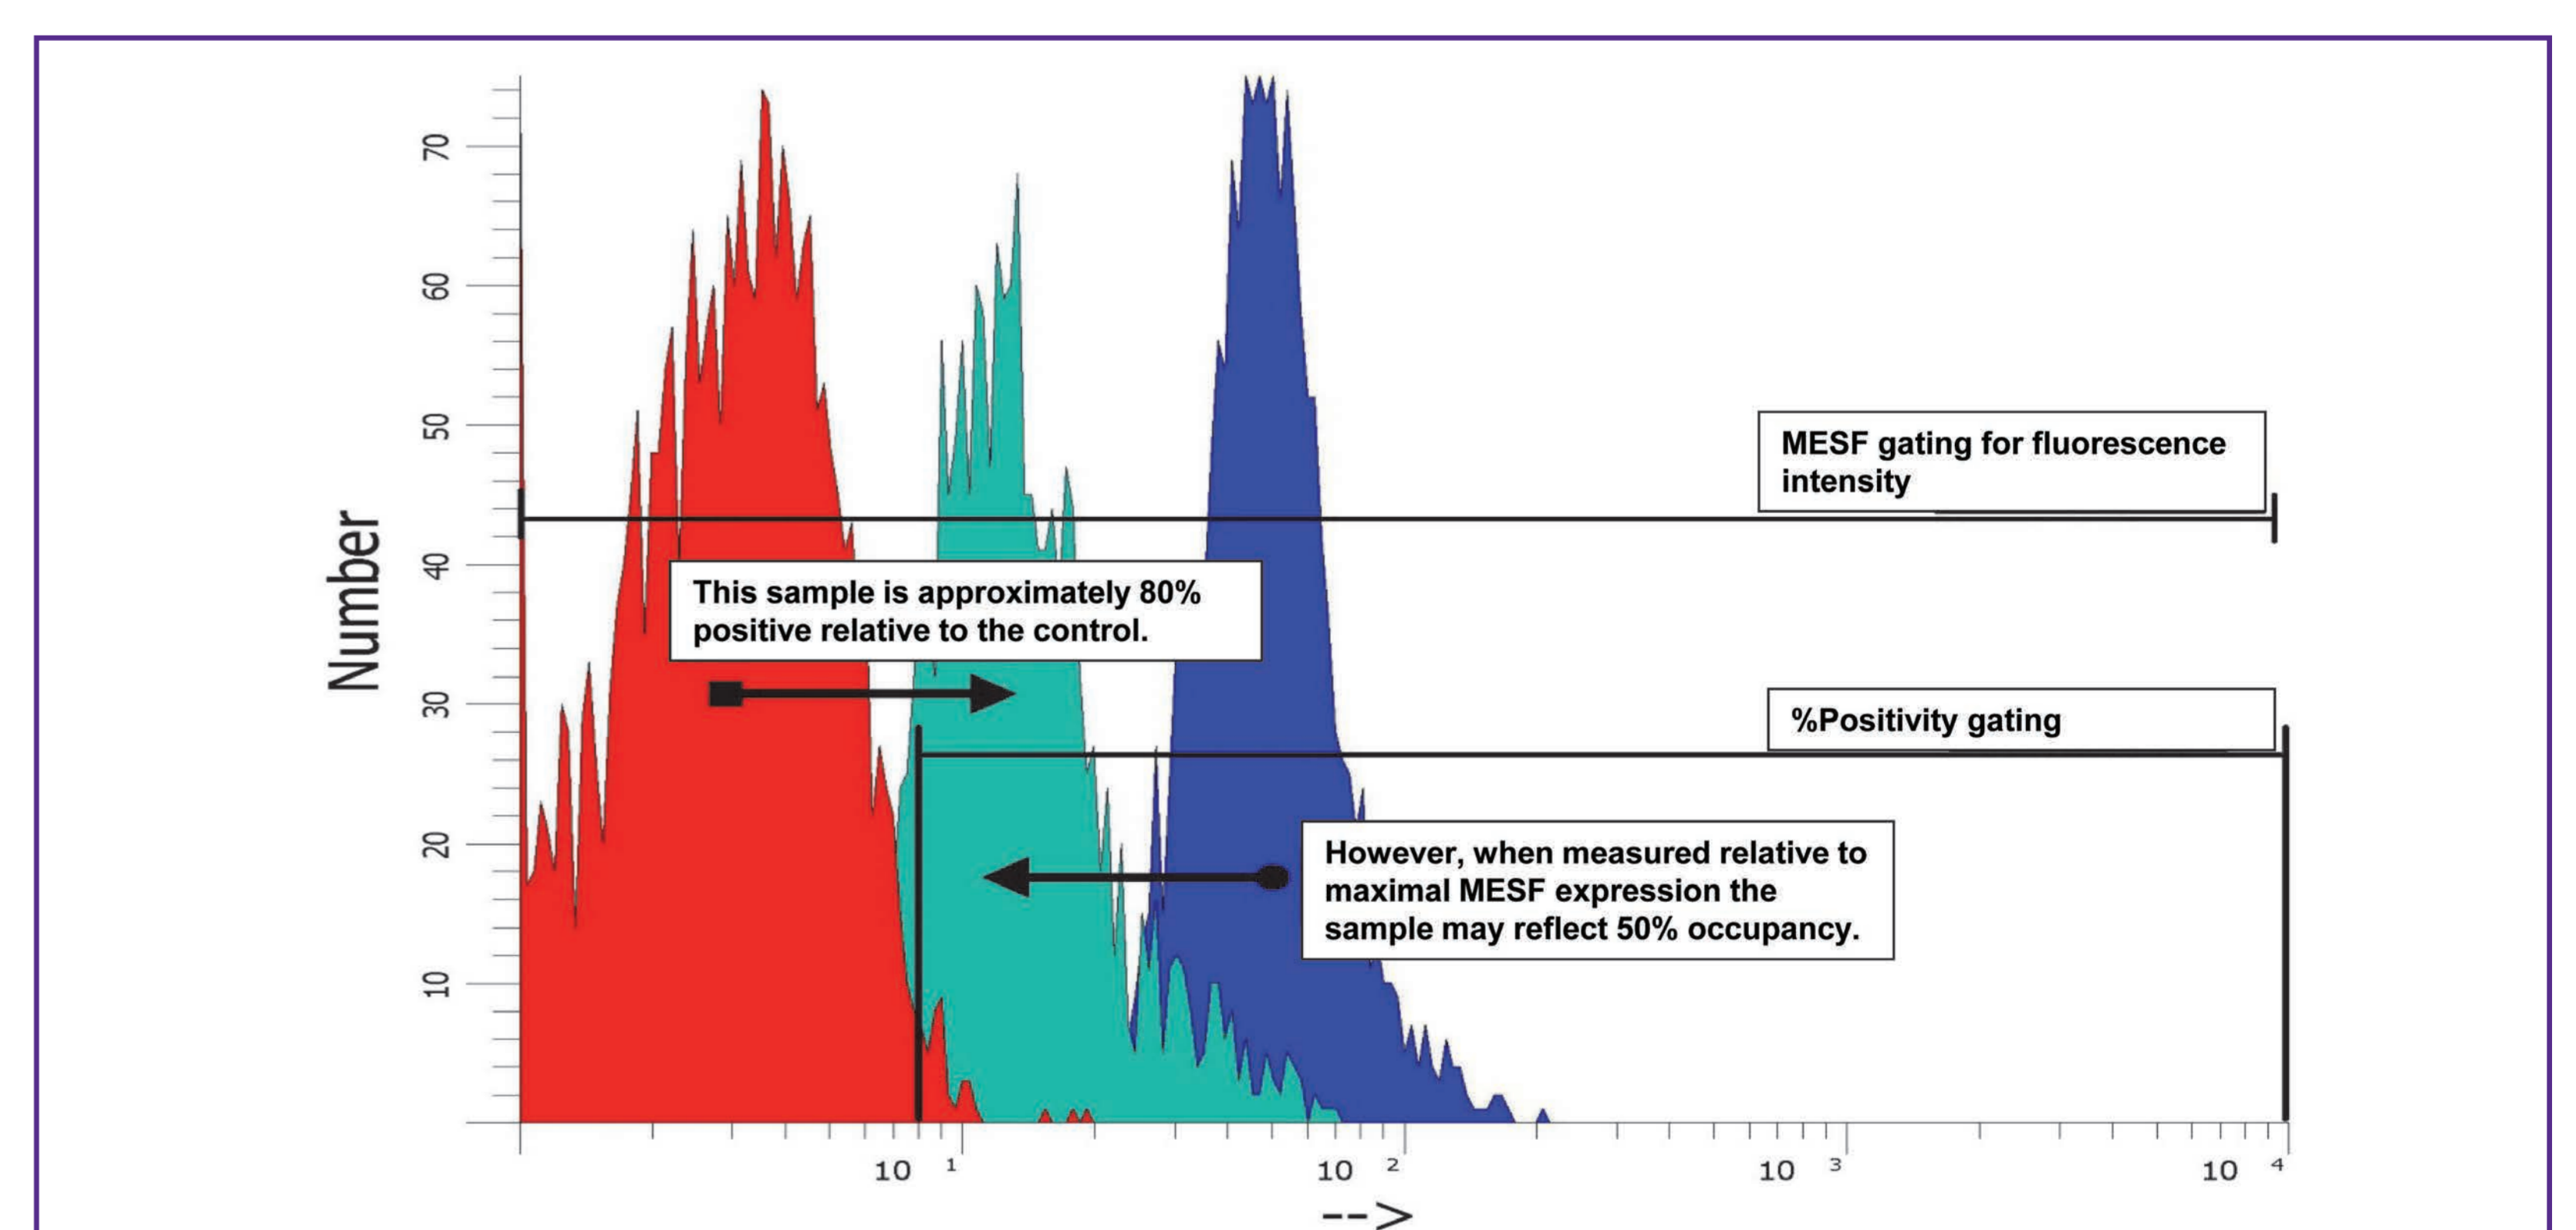 Number
70
60
50
40
30
20
10
MESF gating for fluorescence
intensity
This sample is approximately 80%
positive relative to the control.
%Positivity gating
However, when measured relative to
maximal MESF expression the
sample may reflect 50% occupancy.
10 1
10 2
10 3
10 4
-->